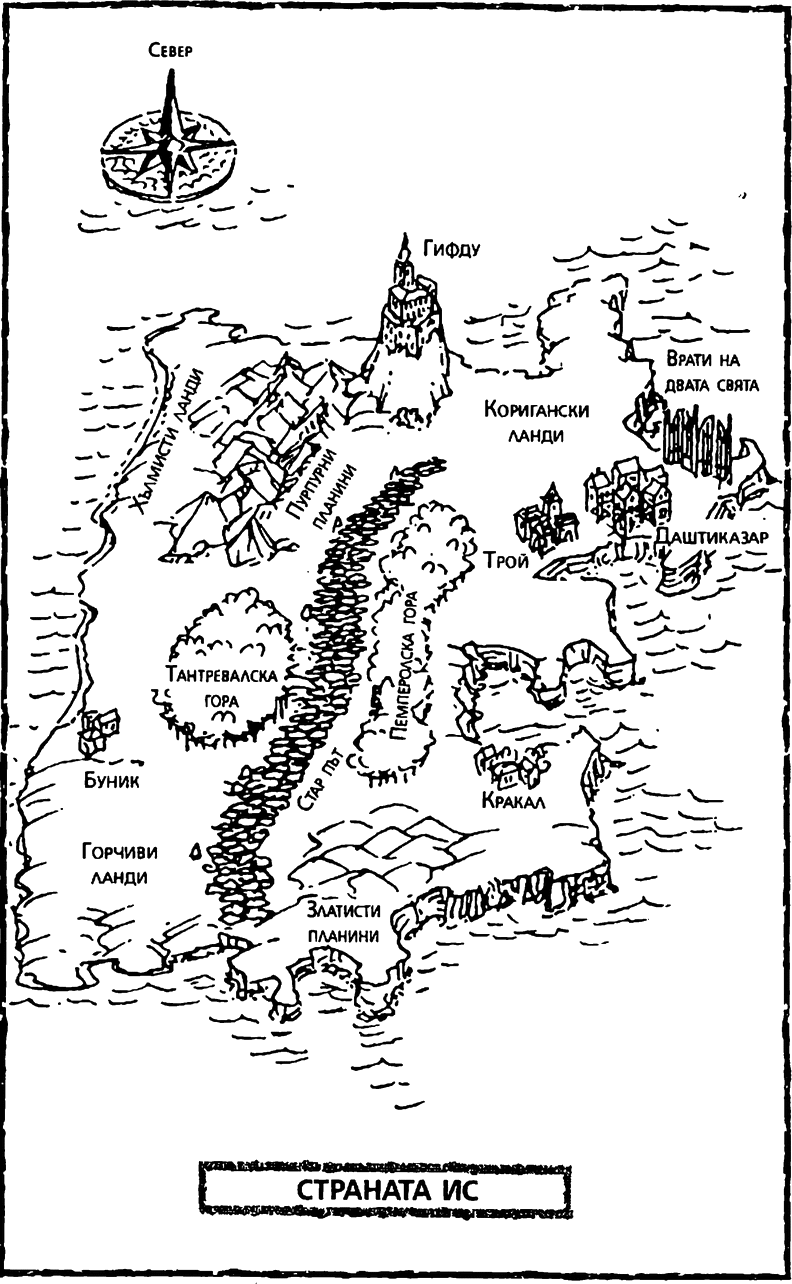 Север
Гифду
Врати на
двата свята
Хълмисти ланди
Коригански
ланди
Пурпурни
планини
Даштиказар
Трой
Тантревалска
гора
Пемперолска гора
Буник
Стар път
Кракал
Горчиви
ланди
Златисти
планини
СТРАНАТА ИС